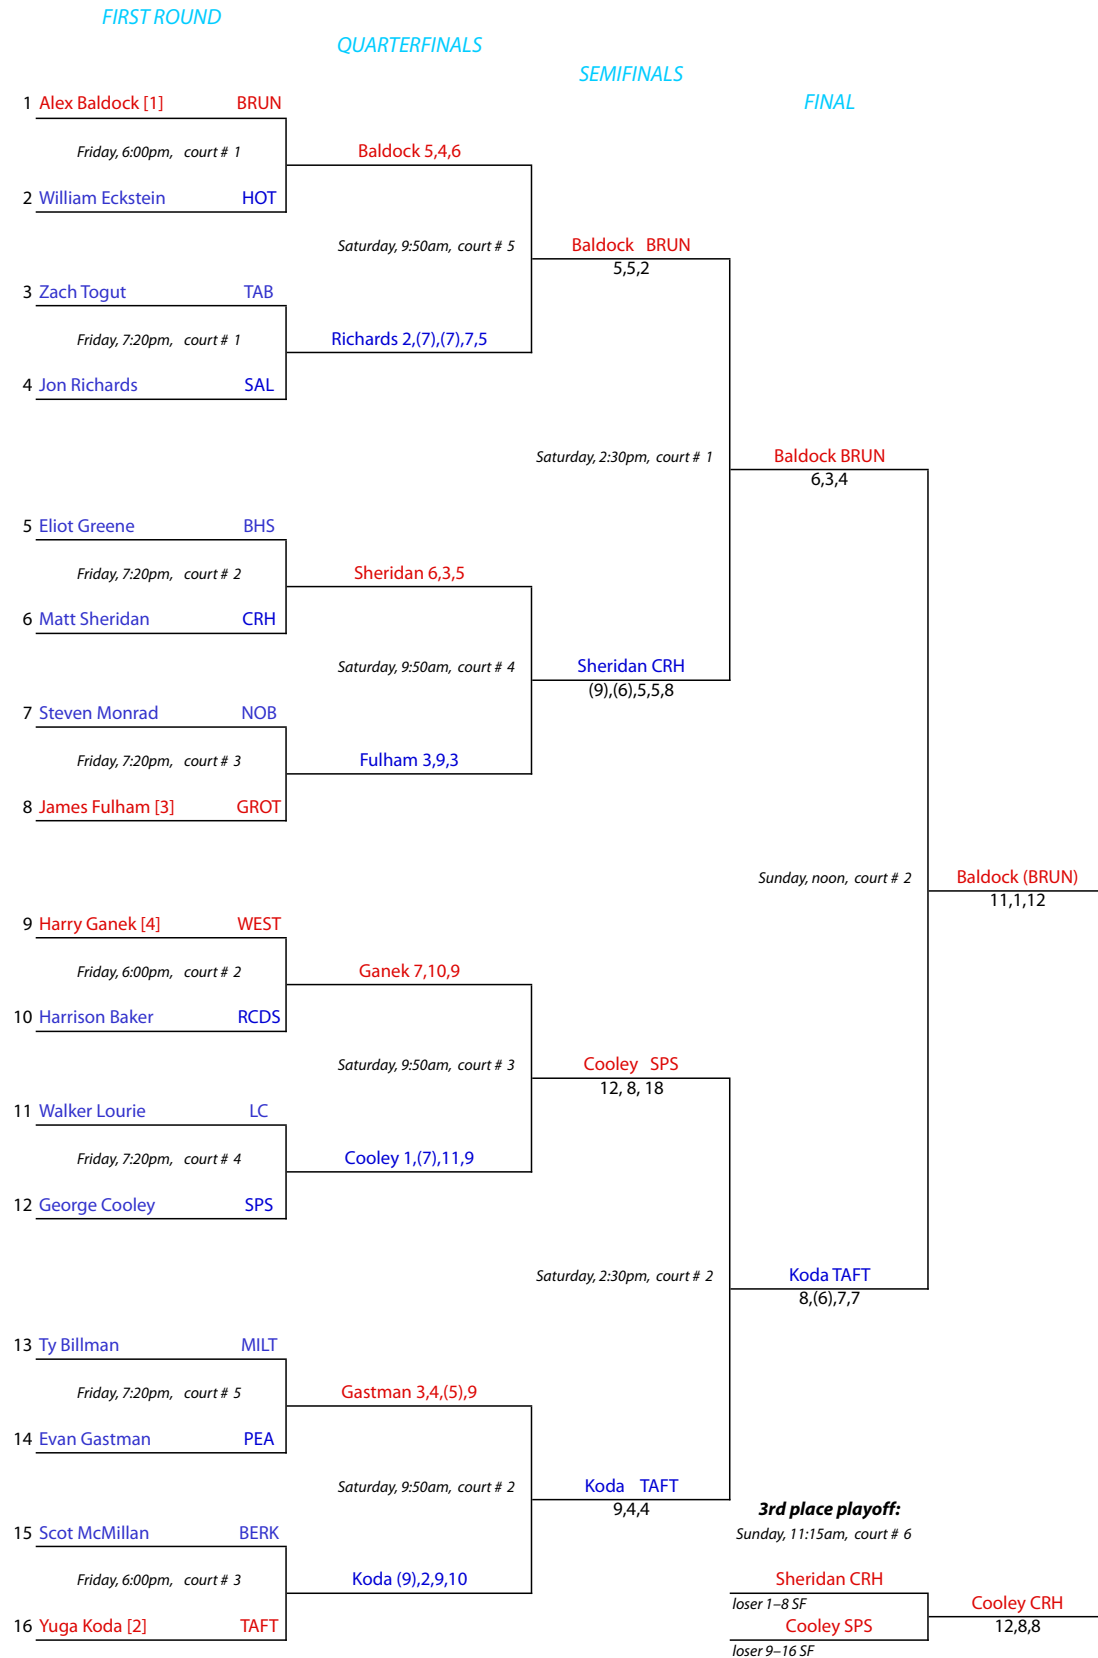 FIRST ROUND
QUARTERFINALS
SEMIFINALS
FINAL
1 Alex Baldock [1] BRUN
Friday, 6:00pm, court # 1
Baldock 5,4,6
2 William Eckstein HOT
Saturday, 9:50am, court # 5
Baldock BRUN
5,5,2
3 Zach Togut TAB
Friday, 7:20pm, court # 1
Richards 2,(7),(7),7,5
4 Jon Richards SAL
Saturday, 2:30pm, court # 1
Baldock BRUN
6,3,4
5 Eliot Greene BHS
Friday, 7:20pm, court # 2
Sheridan 6,3,5
6 Matt Sheridan CRH
Saturday, 9:50am, court # 4
Sheridan CRH
(9),(6),5,5,8
7 Steven Monrad NOB
Friday, 7:20pm, court # 3
Fulham 3,9,3
8 James Fulham [3] GROT
Sunday, noon, court # 2
Baldock (BRUN)
11,1,12
9 Harry Ganek [4] WEST
Friday, 6:00pm, court # 2
Ganek 7,10,9
10 Harrison Baker RCDS
Saturday, 9:50am, court # 3
Cooley SPS
12, 8, 18
11 Walker Lourie LC
Friday, 7:20pm, court # 4
Cooley 1,(7),11,9
12 George Cooley SPS
Saturday, 2:30pm, court # 2
Koda TAFT
8,(6),7,7
13 Ty Billman MILT
Friday, 7:20pm, court # 5
Gastman 3,4,(5),9
14 Evan Gastman PEA
Saturday, 9:50am, court # 2
Koda TAFT
9,4,4
15 Scot McMillan BERK
Friday, 6:00pm, court # 3
Koda (9),2,9,10
16 Yuga Koda [2] TAFT
3rd place playoff:
Sunday, 11:15am, court # 6
Sheridan CRH
loser 1–8 SF
Cooley CRH
12,8,8
Cooley SPS
loser 9–16 SF